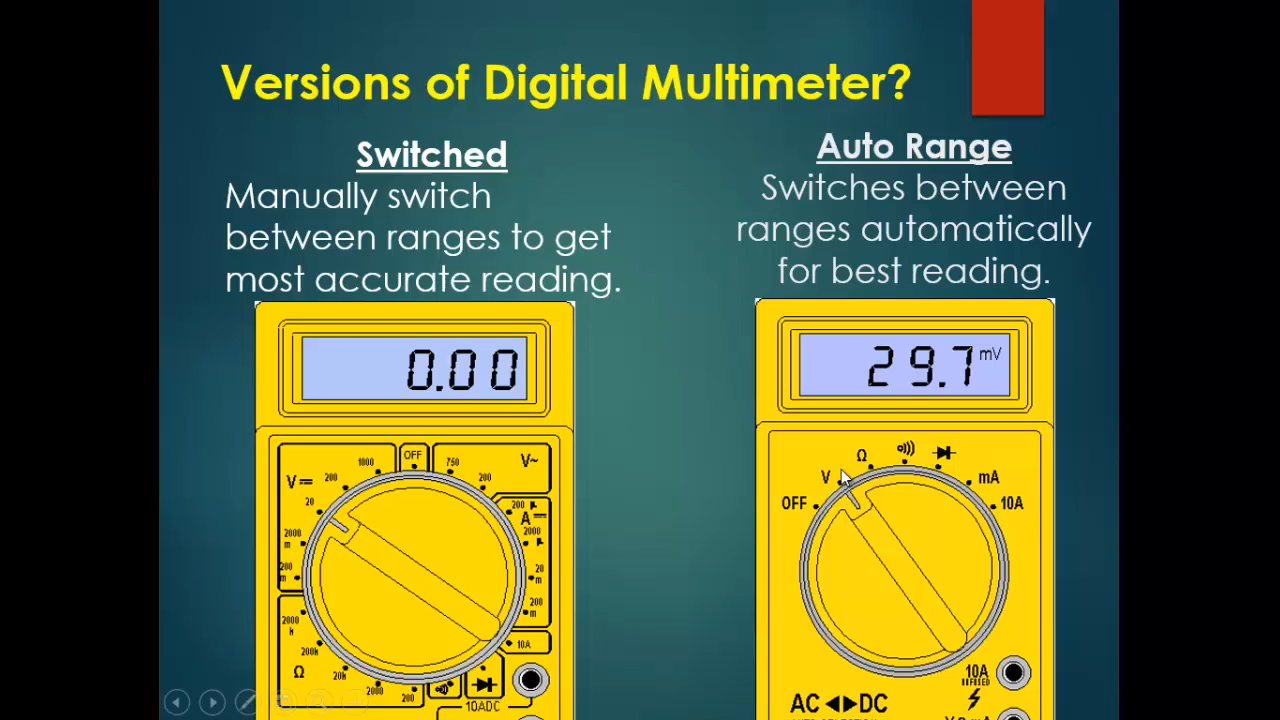 Versions of Digital Multimeter?
Switched
Manually switch
between ranges to get
most accurate reading.
Auto Range
Switches between
ranges automatically
for best reading.
0.00
OFF
V
1000
200
20
2000
m
200
m
2000
k
200k
Ω
20k
2000
200
750
V~
200
200
A
2000
20
m
200
m
10A
10ADC
29.7 mV
OFF
V
Ω
mA
10A
10A
AC DC